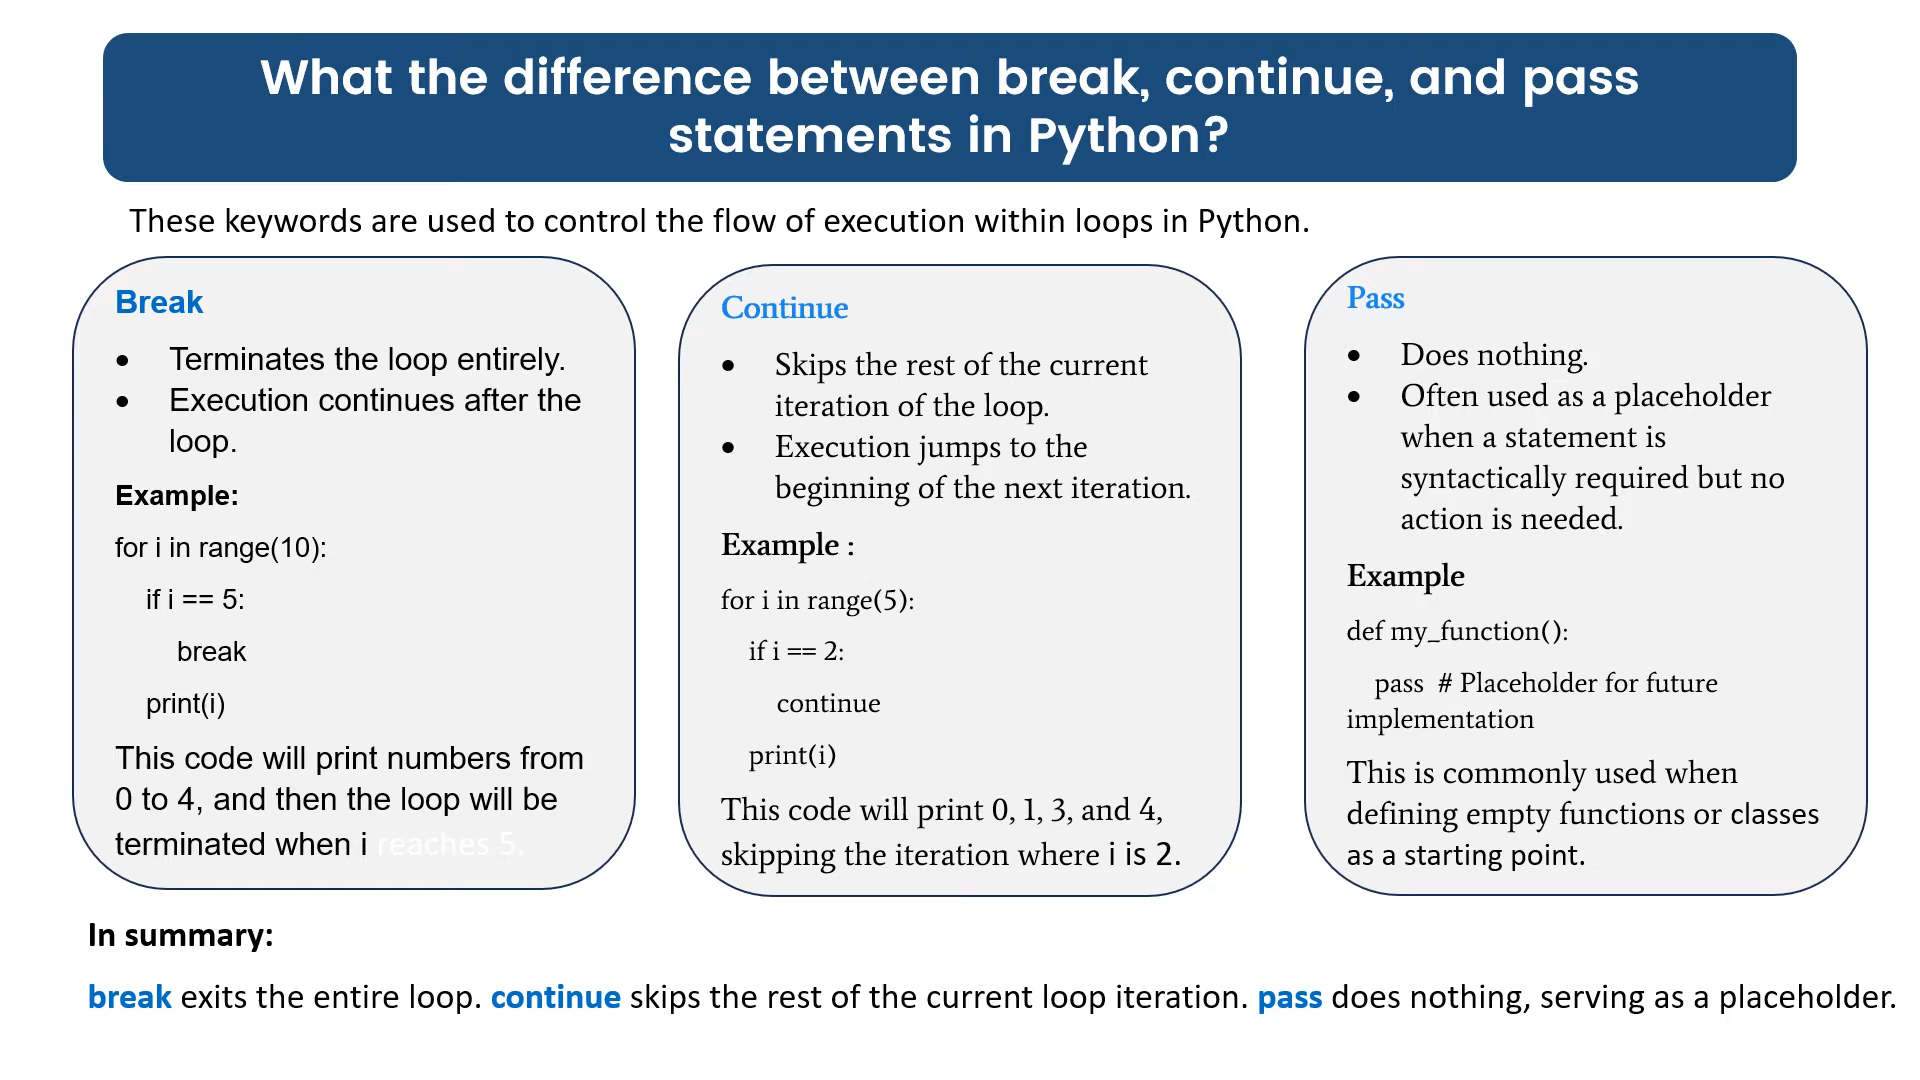 What the difference between break, continue, and pass
statements in Python?
These keywords are used to control the flow of execution within loops in Python.
Break
• Terminates the loop entirely.
• Execution continues after the
loop.
Example:
for i in range(10):
if i == 5:
break
print(i)
This code will print numbers from
0 to 4, and then the loop will be
terminated when i reaches 5.
Continue
• Skips the rest of the current
iteration of the loop.
• Execution jumps to the
beginning of the next iteration.
Example :
for i in range(5):
if i == 2:
continue
print(i)
This code will print 0, 1, 3, and 4,
skipping the iteration where i is 2.
Pass
• Does nothing.
• Often used as a placeholder
when a statement is
syntactically required but no
action is needed.
Example
def my_function():
pass # Placeholder for future
implementation
This is commonly used when
defining empty functions or classes
as a starting point.
In summary:
break exits the entire loop. continue skips the rest of the current loop iteration. pass does nothing, serving as a placeholder.